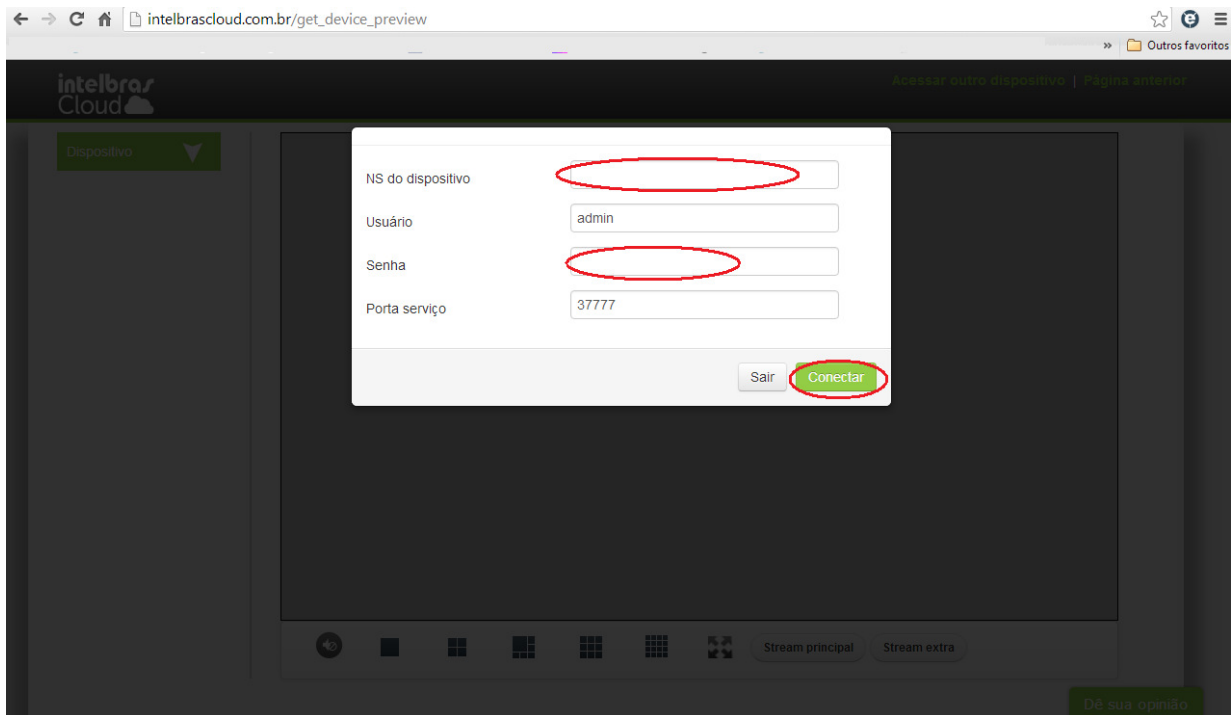 intelbrascloud.com.br/get_device_preview
» Outros favoritos
intelbras
Cloud
Acessar outro dispositivo | Página anterior
Dispositivo
NS do dispositivo
Usuário admin
Senha
Porta serviço 37777
Sair Conectar
Stream principal Stream extra
Dê sua opinião